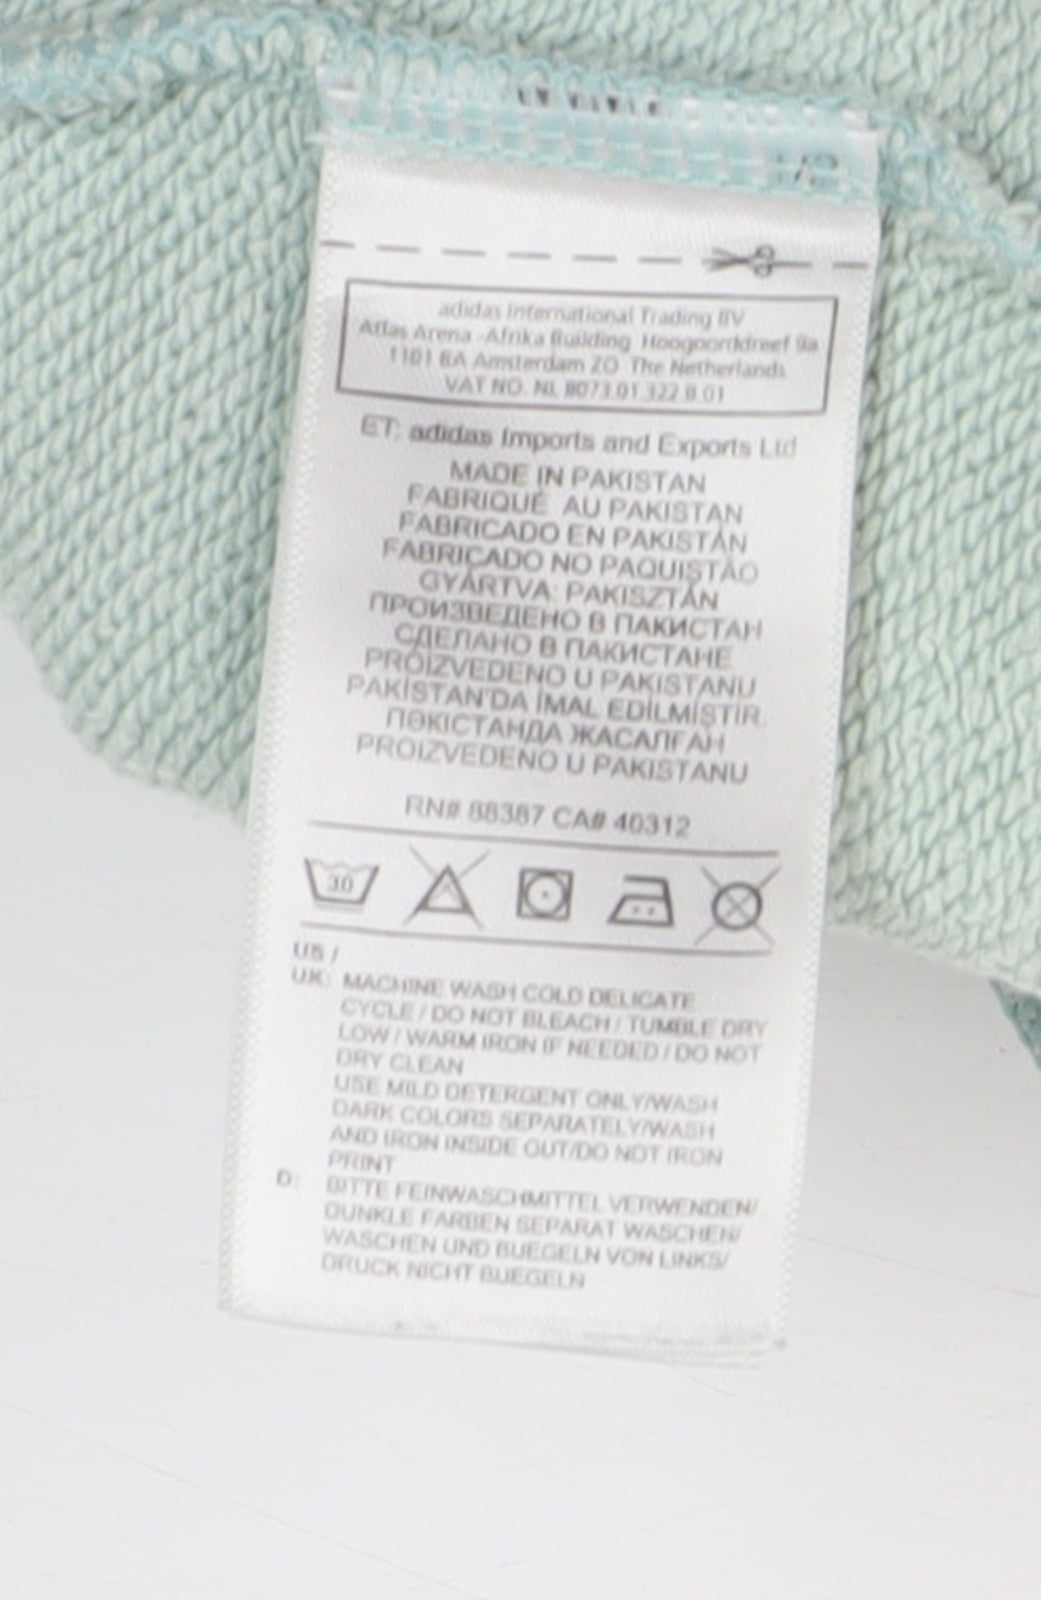 adidas International Trading BV
Atlas Arena -Afrika Building Hoogoorddreef 9a
1101 BA Amsterdam ZO The Netherlands
VAT NO. NL 8073.01.322.B.01
ET: adidas Imports and Exports Ltd
MADE IN PAKISTAN
FABRIQUÉ AU PAKISTAN
FABRICADO EN PAKISTÁN
FABRICADO NO PAQUISTÃO
GYÁRTVA: PAKISZTÁN
ПРОИЗВЕДЕНО В ПАКИСТАН
СДЕЛАНО В ПАКИСТАНЕ
PROIZVEDENO U PAKISTANU
PAKİSTAN'DA İMAL EDİLMİŞTİR
ПӘКІСТАНДА ЖАСАЛҒАН
PROIZVEDENO U PAKISTANU
RN# 88387 CA# 40312
30
US /
UK: MACHINE WASH COLD DELICATE
CYCLE / DO NOT BLEACH / TUMBLE DRY
LOW / WARM IRON IF NEEDED / DO NOT
DRY CLEAN
USE MILD DETERGENT ONLY/WASH
DARK COLORS SEPARATELY/WASH
AND IRON INSIDE OUT/DO NOT IRON
PRINT
D: BITTE FEINWASCHMITTEL VERWENDEN/
DUNKLE FARBEN SEPARAT WASCHEN/
WASCHEN UND BUEGELN VON LINKS/
DRUCK NICHT BUEGELN